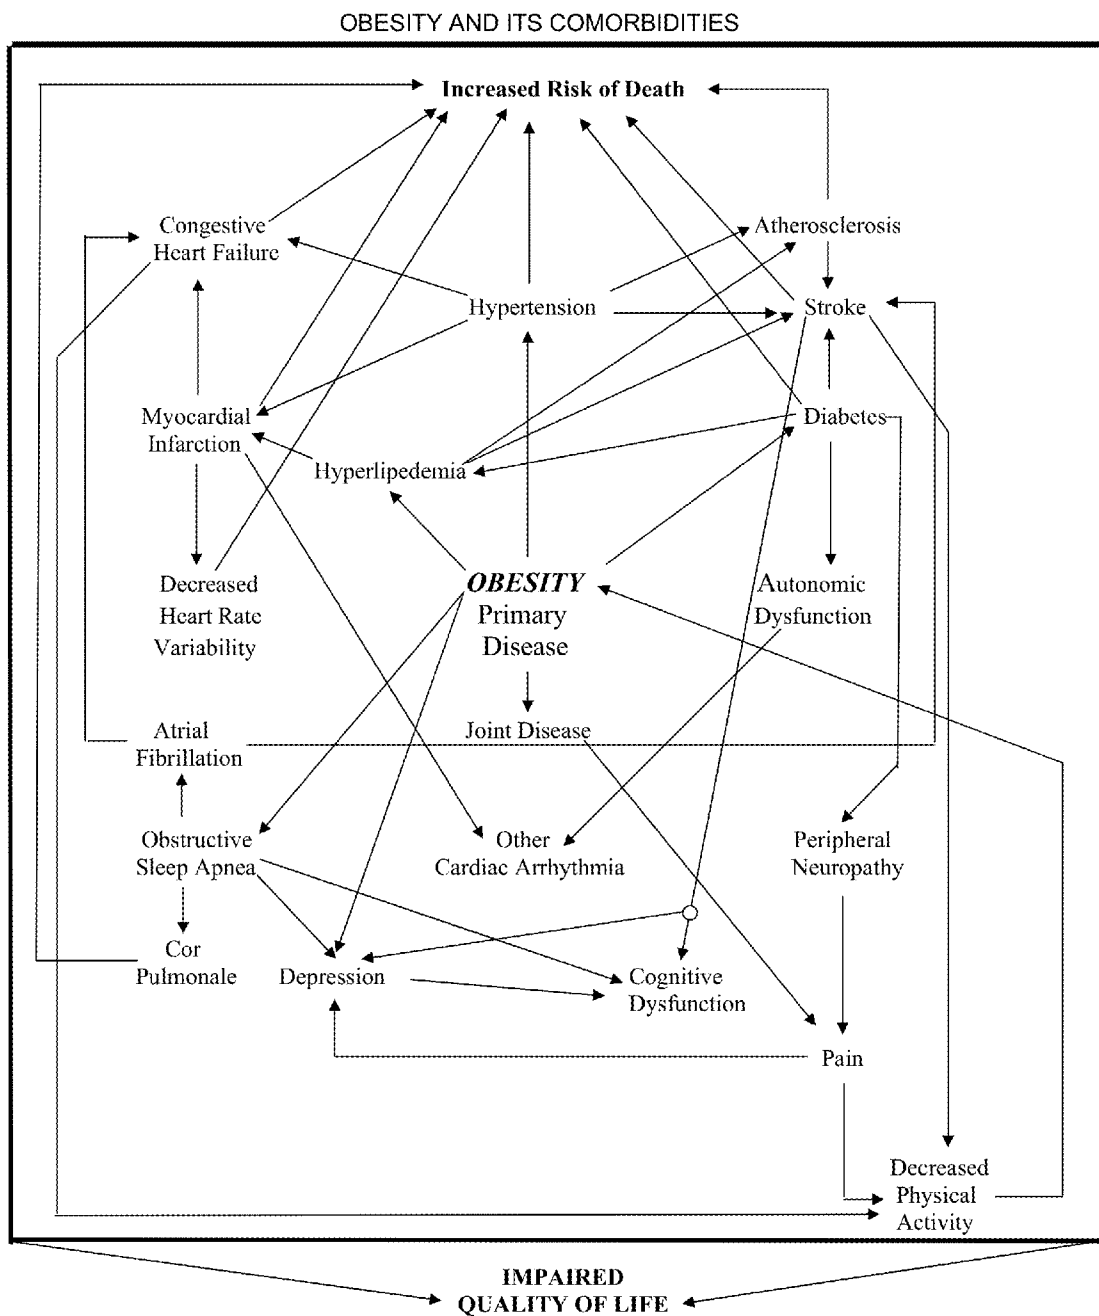 OBESITY AND ITS COMORBIDITIES
Increased Risk of Death
Congestive
Heart Failure
Atherosclerosis
Hypertension
Stroke
Myocardial
Infarction
Diabetes
Hyperlipedemia
Decreased
Heart Rate
Variability
OBESITY
Primary
Disease
Autonomic
Dysfunction
Atrial
Fibrillation
Joint Disease
Obstructive
Sleep Apnea
Other
Cardiac Arrhythmia
Peripheral
Neuropathy
Cor
Pulmonale
Depression
Cognitive
Dysfunction
Pain
Decreased
Physical
Activity
IMPAIRED
QUALITY OF LIFE